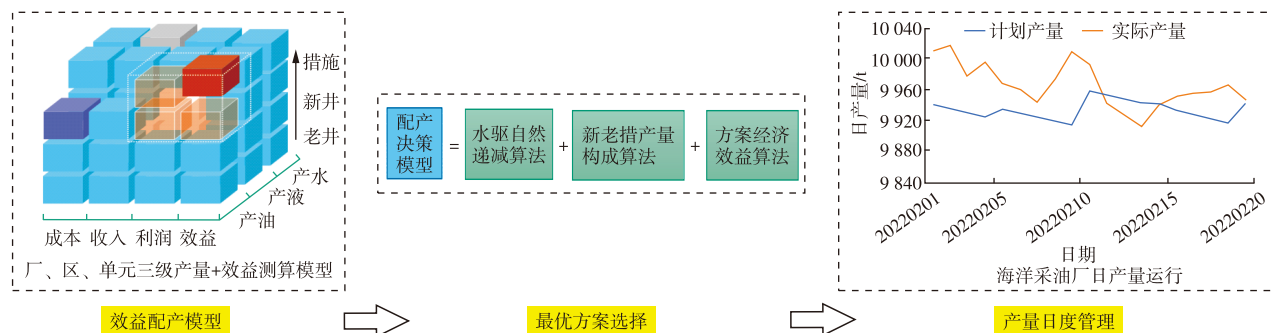 措施
新井
老井
产水
产液
产油
成本 收入 利润 效益
厂、区、单元三级产量+效益测算模型
效益配产模型
配产
决策
模型
=
水驱自然
递减算法
+
新老措产量
构成算法
+
方案经济
效益算法
最优方案选择
计划产量 实际产量
日产量/t
10 040
10 000
9 960
9 920
9 880
9 840
20220201 20220205 20220210 20220215 20220220
日期
海洋采油厂日产量运行
产量日度管理